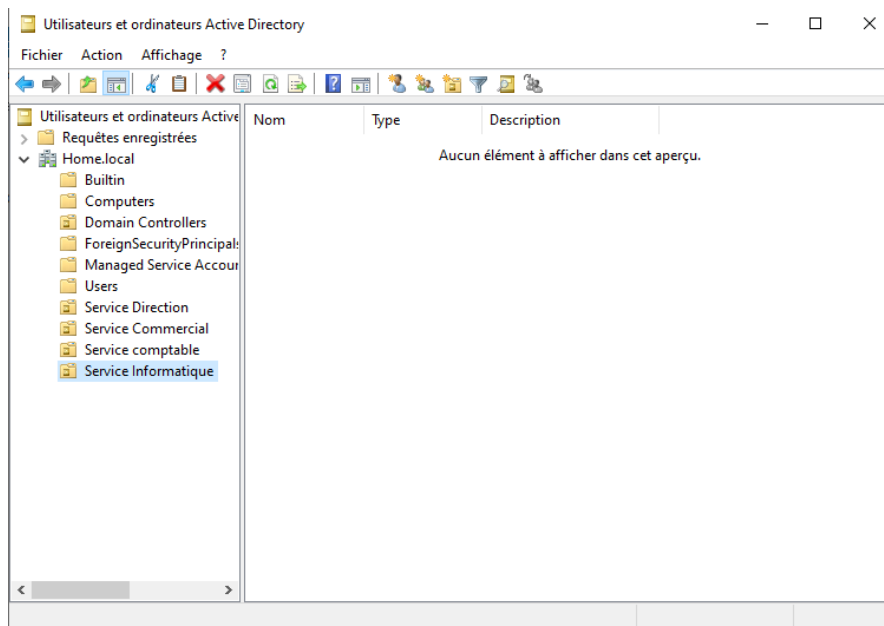 Utilisateurs et ordinateurs Active Directory
Fichier Action Affichage ?
Utilisateurs et ordinateurs Active
Nom Type Description
Requêtes enregistrées
Aucun élément à afficher dans cet aperçu.
Home.local
Builtin
Computers
Domain Controllers
ForeignSecurityPrincipals
Managed Service Accour
Users
Service Direction
Service Commercial
Service comptable
Service Informatique